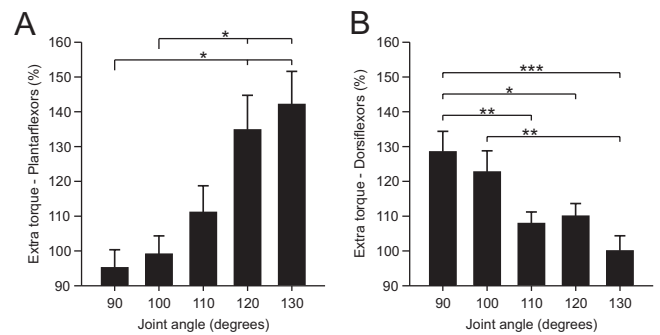 A
160
150
140
130
120
110
100
90
Extra torque - Plantarflexors (%)
*
*
90 100 110 120 130
Joint angle (degrees)
B
160
150
140
130
120
110
100
90
Extra torque - Dorsiflexors (%)
***
*
**
**
90 100 110 120 130
Joint angle (degrees)